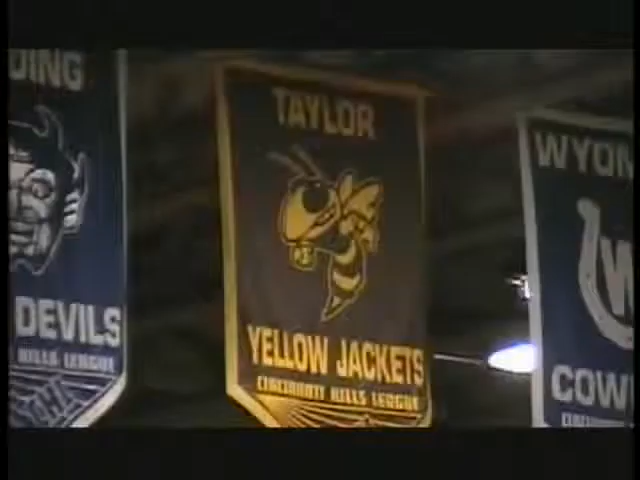 DING
DEVILS
HILLS LEAGUE
TAYLOR
YELLOW JACKETS
CINCINNATI HILLS LEAGUE
WYOM
W
COW